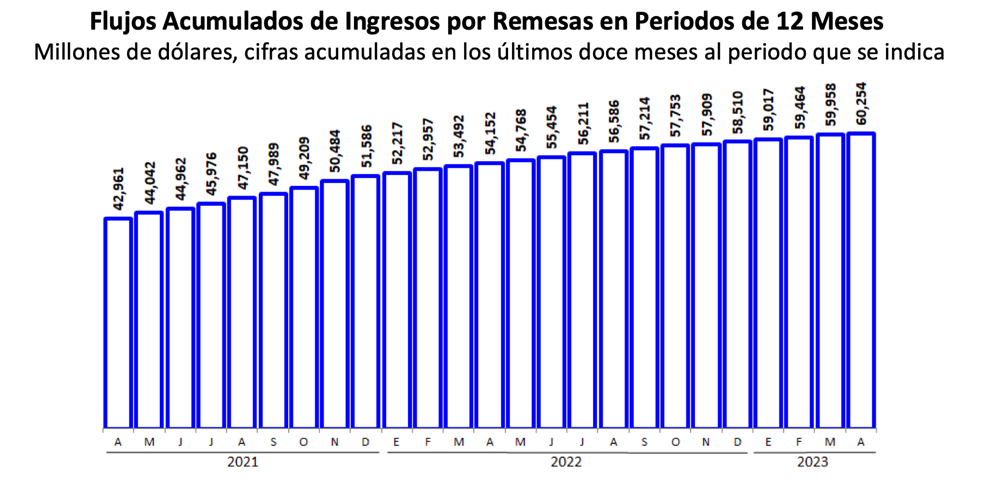 Flujos Acumulados de Ingresos por Remesas en Periodos de 12 Meses
Millones de dólares, cifras acumuladas en los últimos doce meses al periodo que se indica
42,961 44,042 44,962 45,976 47,150 47,989 49,209 50,484 51,586 52,217 52,957 53,492 54,152 54,768 55,454 56,211 56,586 57,214 57,753 57,909 58,510 59,017 59,464 59,958 60,254
A M J J A S O N D E F M A M J J A S O N D E F M A
2021 2022 2023